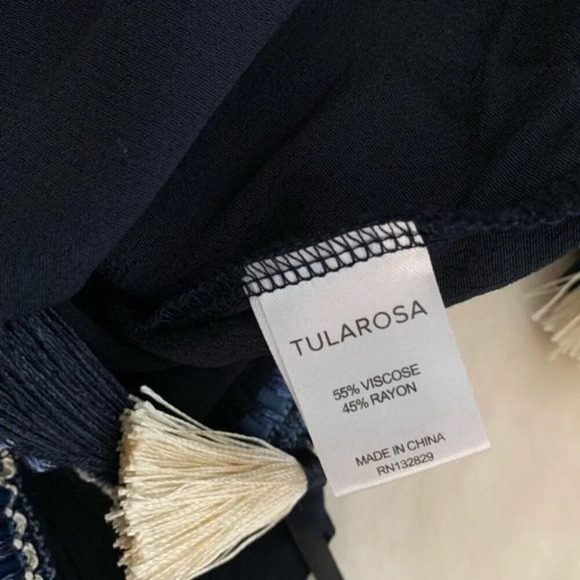 TULAROSA
55% VISCOSE
45% RAYON
MADE IN CHINA
RN132829